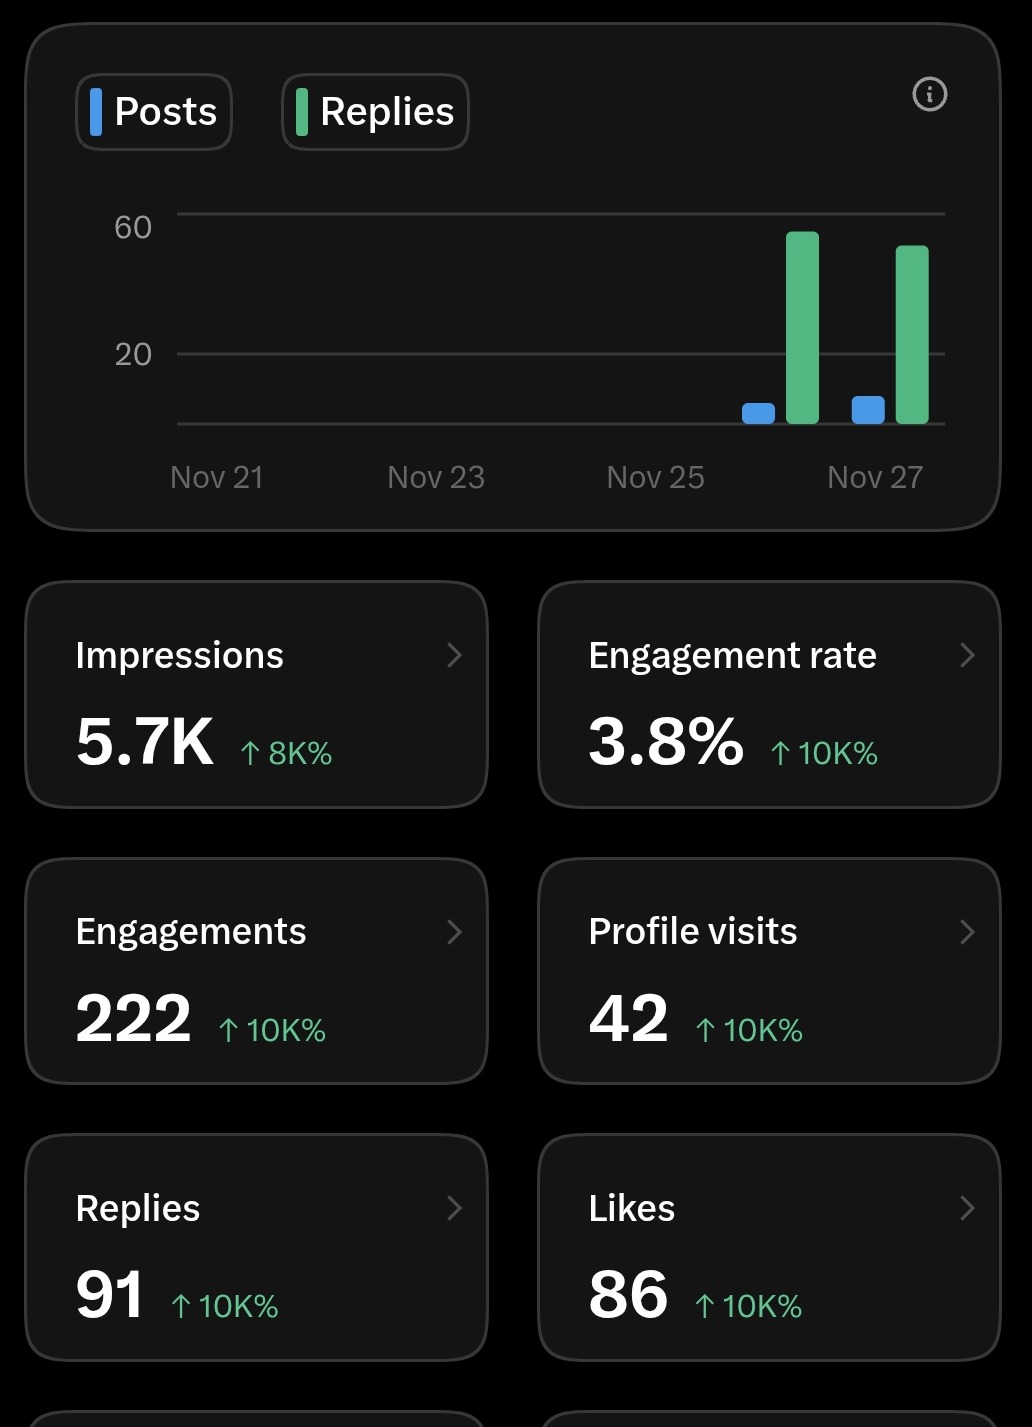 Posts Replies
60
20
Nov 21 Nov 23 Nov 25 Nov 27
Impressions
5.7K ↑ 8K%
Engagement rate
3.8% ↑ 10K%
Engagements
222 ↑ 10K%
Profile visits
42 ↑ 10K%
Replies
91 ↑ 10K%
Likes
86 ↑ 10K%